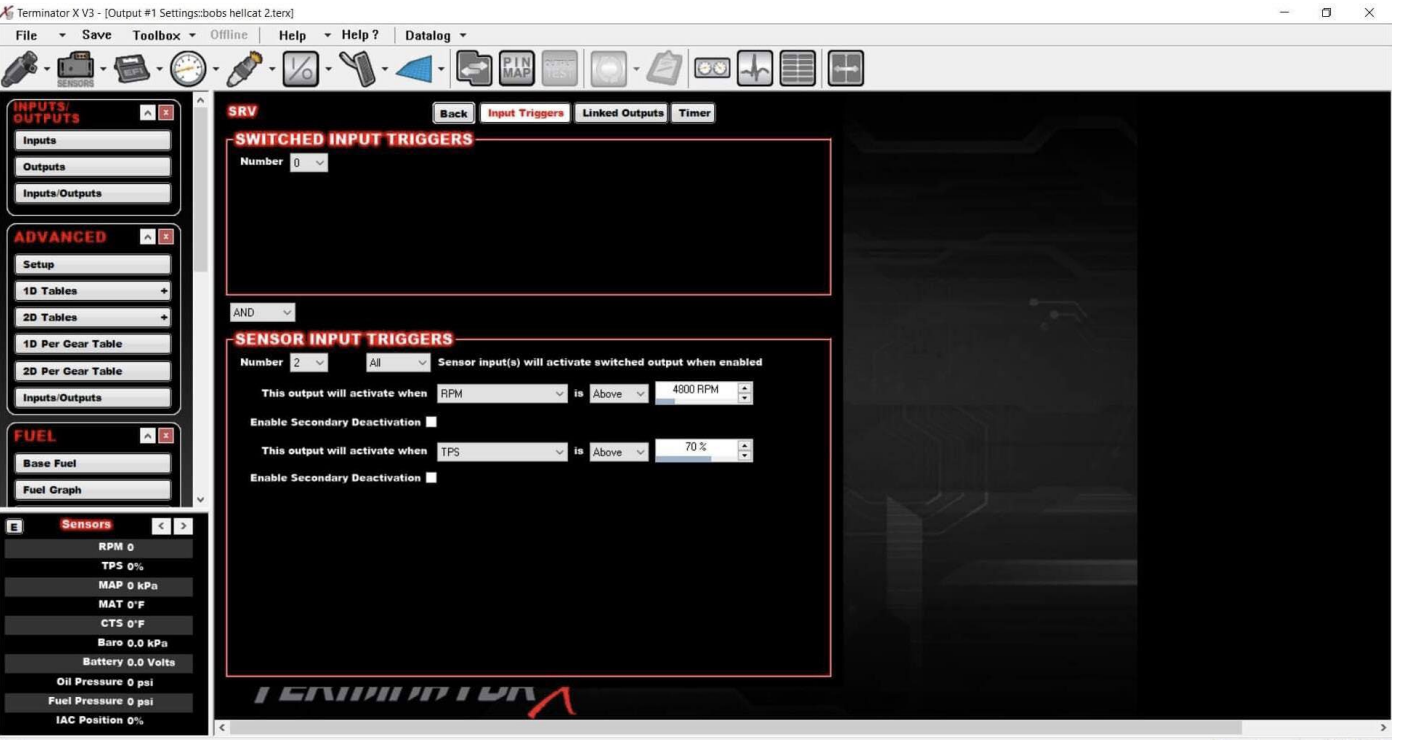 Terminator X V3 - [Output #1 Settings::bobs hellcat 2.terx]
File Save Toolbox Offline Help Help ? Datalog
SENSORS EFI I/O PIN MAP OUTPUT TEST
INPUTS/
OUTPUTS
Inputs
Outputs
Inputs/Outputs
ADVANCED
Setup
1D Tables +
2D Tables +
1D Per Gear Table
2D Per Gear Table
Inputs/Outputs
FUEL
Base Fuel
Fuel Graph
E Sensors < >
RPM 0
TPS 0%
MAP 0 kPa
MAT 0°F
CTS 0°F
Baro 0.0 kPa
Battery 0.0 Volts
Oil Pressure 0 psi
Fuel Pressure 0 psi
IAC Position 0%
SRV Back Input Triggers Linked Outputs Timer
SWITCHED INPUT TRIGGERS
Number 0
AND
SENSOR INPUT TRIGGERS
Number 2 All Sensor input(s) will activate switched output when enabled
This output will activate when RPM is Above 4800 RPM
Enable Secondary Deactivation
This output will activate when TPS is Above 70 %
Enable Secondary Deactivation
TERMINATOR X